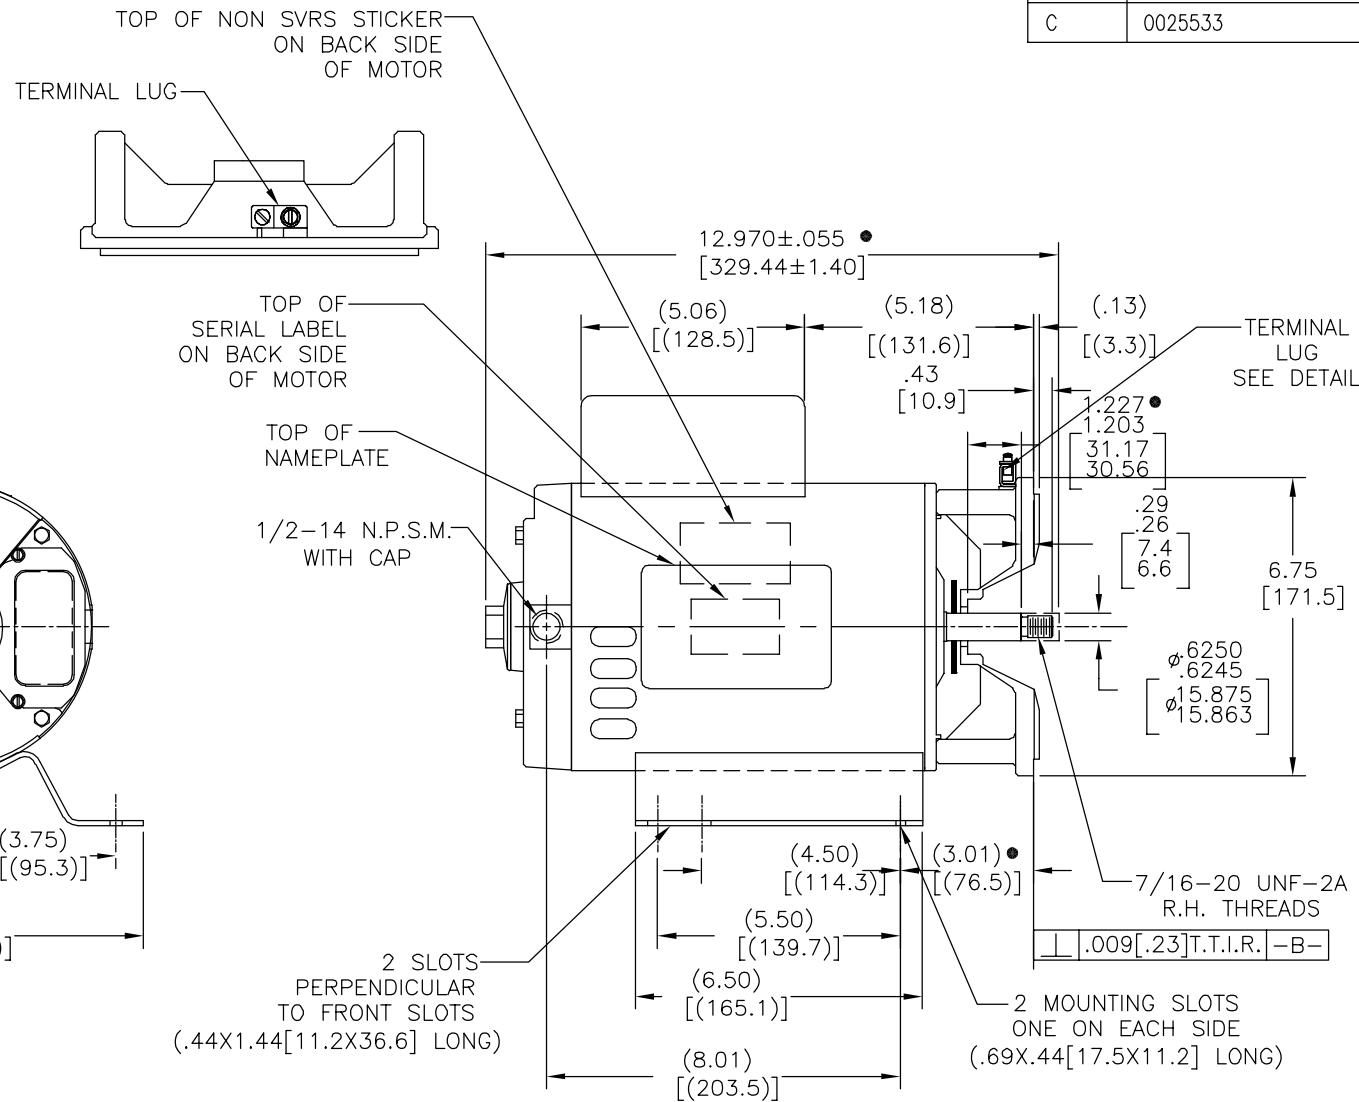 C 0025533
TOP OF NON SVRS STICKER
ON BACK SIDE
OF MOTOR
TERMINAL LUG
12.970±.055
[329.44±1.40]
TOP OF
SERIAL LABEL
ON BACK SIDE
OF MOTOR
(5.06)
[(128.5)]
(5.18)
[(131.6)]
(.13)
[(3.3)]
TERMINAL
LUG
SEE DETAIL
.43
[10.9]
1.227
1.203
[31.17
30.56]
TOP OF
NAMEPLATE
1/2-14 N.P.S.M.
WITH CAP
.29
.26
[7.4
6.6]
6.75
[171.5]
ø.6250
.6245
[ø15.875
15.863]
(3.75)
[(95.3)]
(4.50)
[(114.3)]
(3.01)
[(76.5)]
7/16-20 UNF-2A
R.H. THREADS
⊥ .009[.23]T.T.I.R. -B-
(5.50)
[(139.7)]
2 SLOTS
PERPENDICULAR
TO FRONT SLOTS
(.44X1.44[11.2X36.6] LONG)
(6.50)
[(165.1)]
2 MOUNTING SLOTS
ONE ON EACH SIDE
(.69X.44[17.5X11.2] LONG)
(8.01)
[(203.5)]